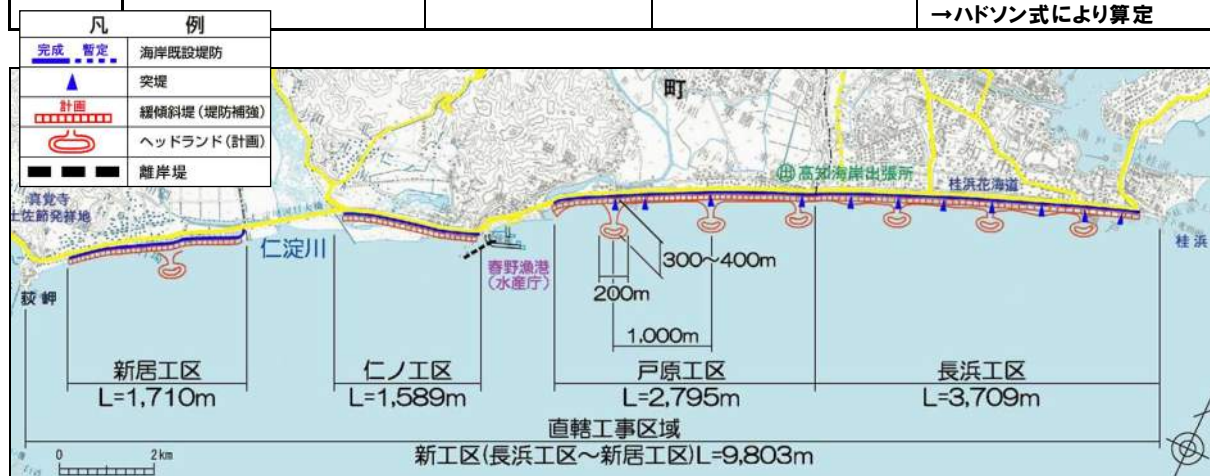 →ハドソン式により算定
凡 例
完成 暫定 海岸既設堤防
突堤
計画 緩傾斜堤(堤防補強)
ヘッドランド(計画)
離岸堤
町
高知海岸出張所
桂浜花海道
真覚寺
土佐節発祥地
仁淀川
春野漁港
(水産庁)
桂浜
荻岬
300～400m
200m
1,000m
新居工区
L=1,710m
仁ノ工区
L=1,589m
戸原工区
L=2,795m
長浜工区
L=3,709m
直轄工事区域
新工区(長浜工区～新居工区)L=9,803m
0 2km